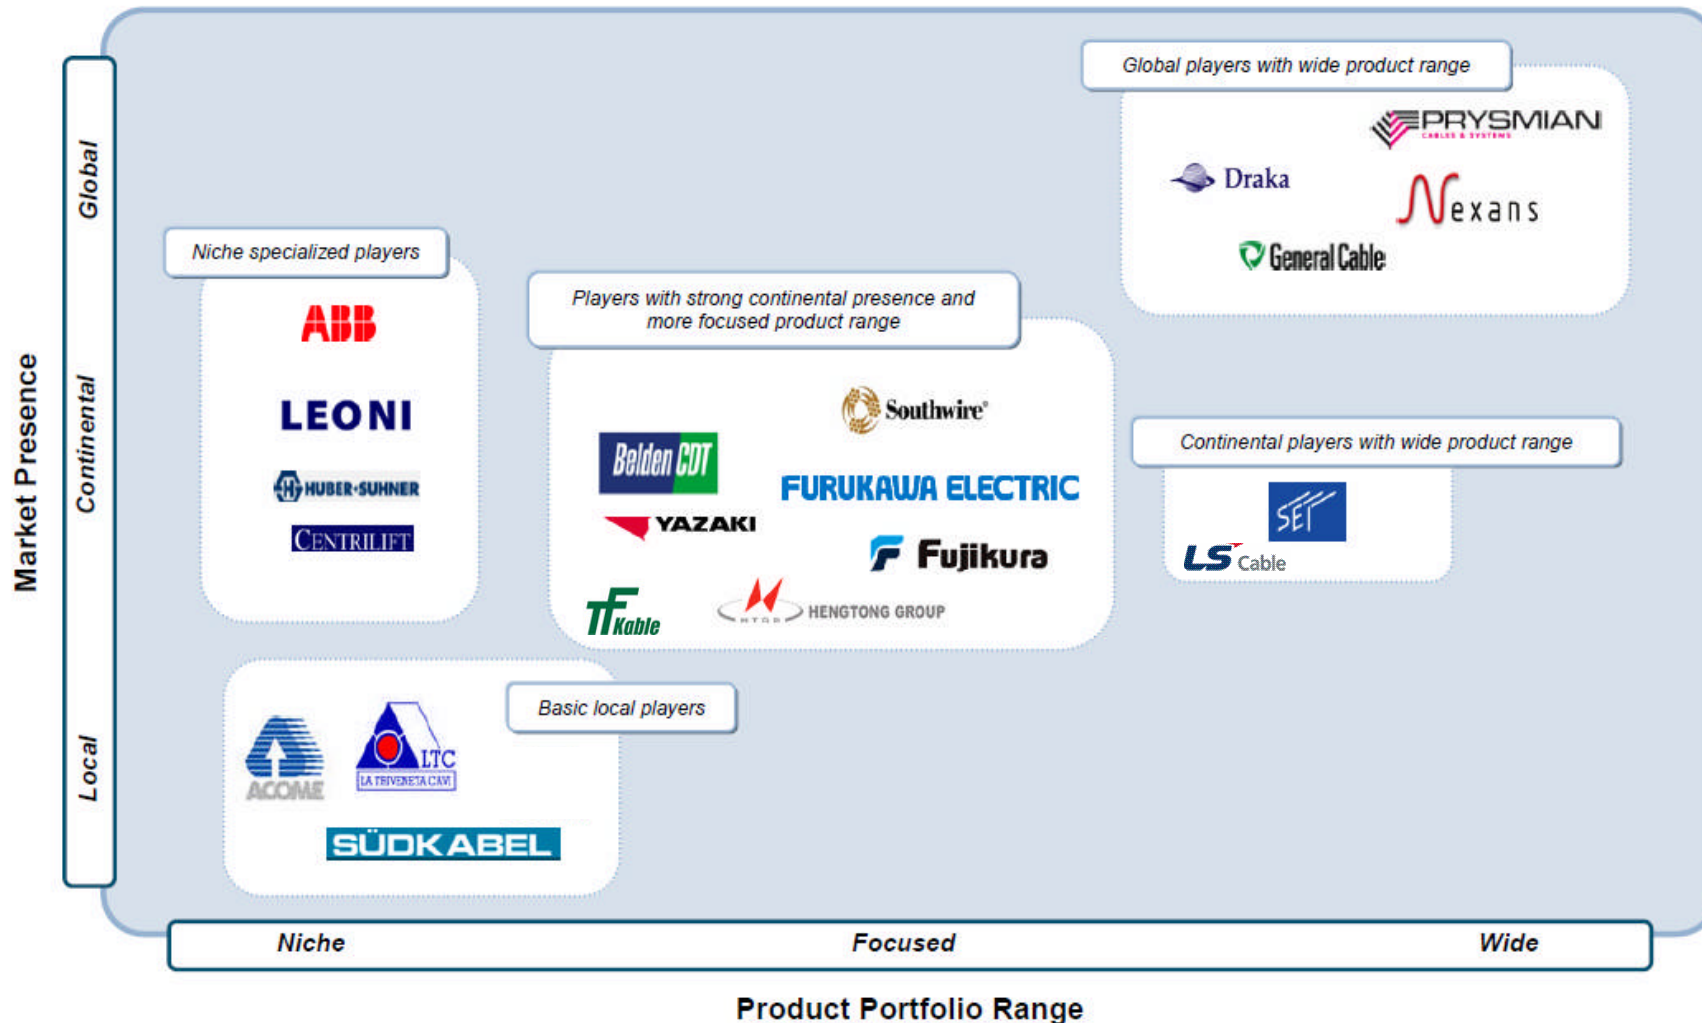 Global players with wide product range
PRYSMIAN
CABLES & SYSTEMS
Draka
Nexans
General Cable
Global
Niche specialized players
ABB
LEONI
HUBER+SUHNER
CENTRILIFT
Players with strong continental presence and
more focused product range
Southwire®
Belden CDT
FURUKAWA ELECTRIC
YAZAKI
Fujikura
TF Kable
HTGD
HENGTONG GROUP
Continental players with wide product range
SET
LS Cable
Continental
Market Presence
Basic local players
ACOME
LTC
LA TRIVENETA CAVI
SÜDKABEL
Local
Niche
Focused
Wide
Product Portfolio Range